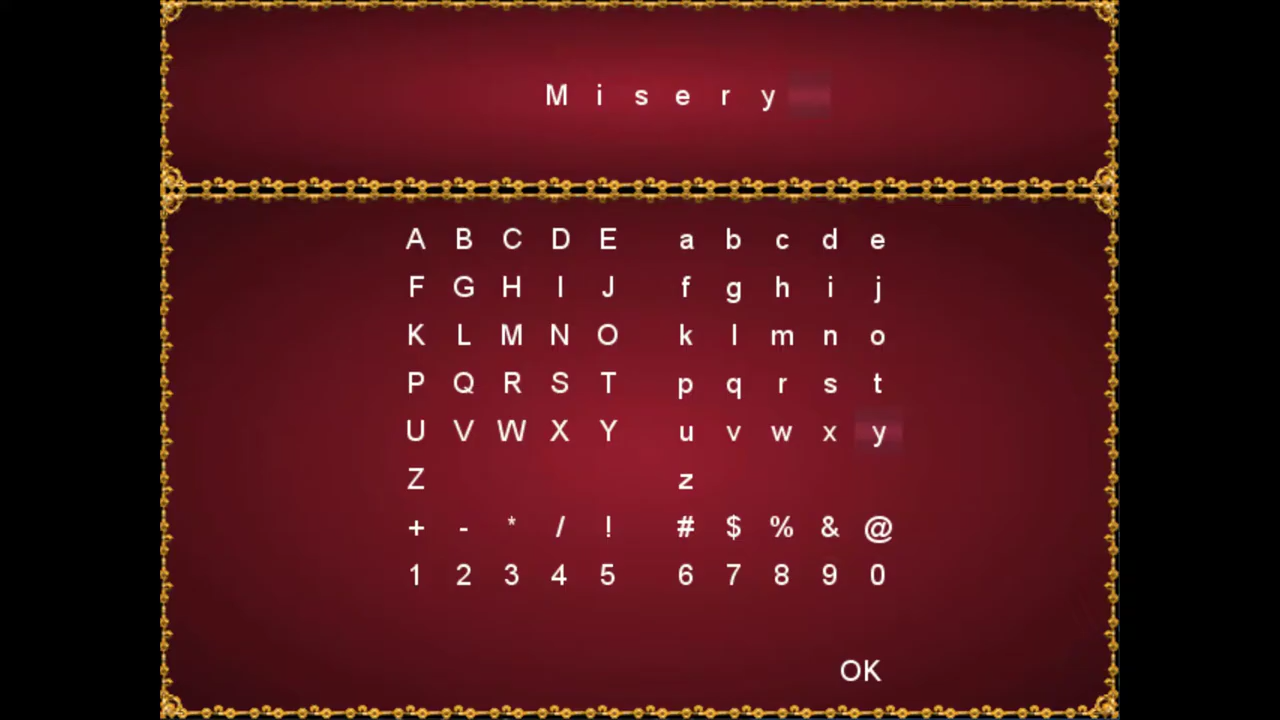 M i s e r y
A B C D E a b c d e
F G H I J f g h i j
K L M N O k l m n o
P Q R S T p q r s t
U V W X Y u v w x y
Z z
+ - * / ! # $ % & @
1 2 3 4 5 6 7 8 9 0
OK